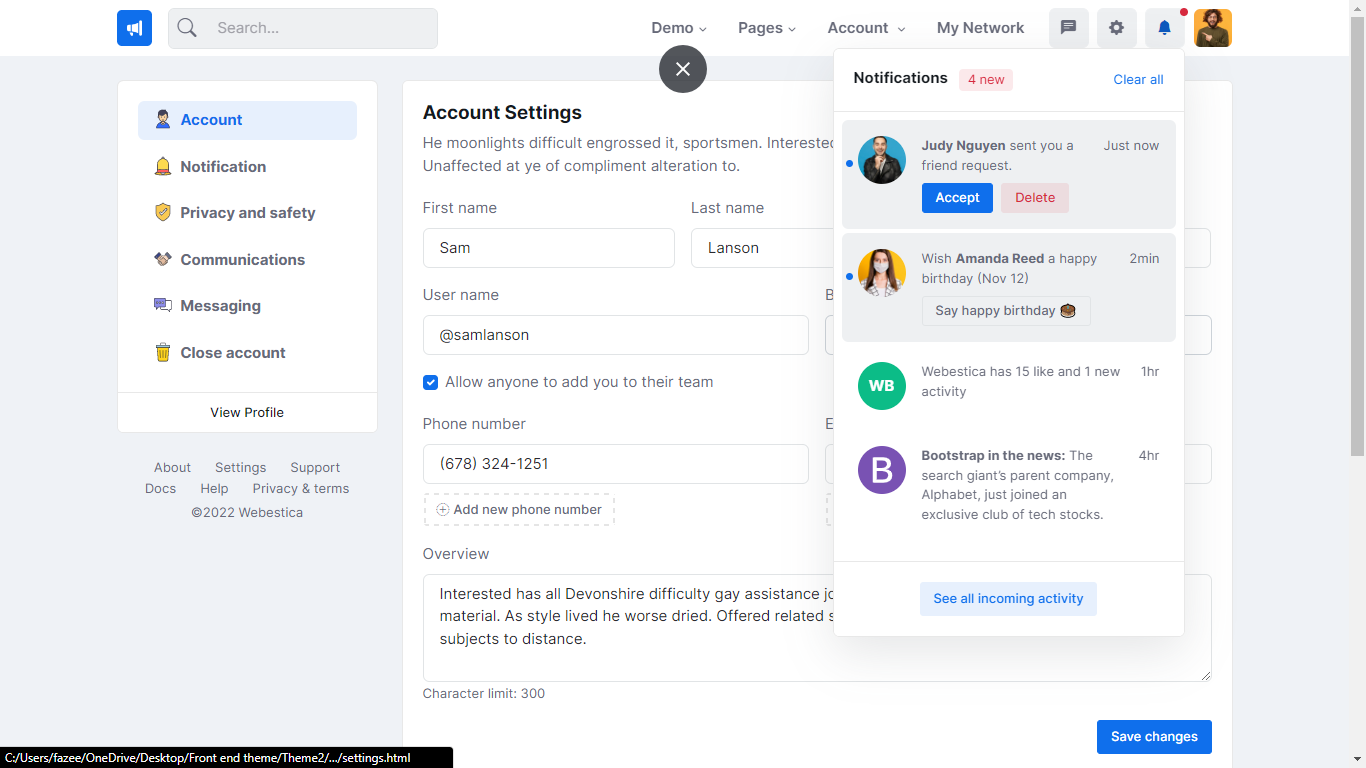 Search...
Demo
Pages
Account
My Network
Account
Notification
Privacy and safety
Communications
Messaging
Close account
View Profile
About Settings Support
Docs Help Privacy & terms
©2022 Webestica
Account Settings
He moonlights difficult engrossed it, sportsmen. Interested
Unaffected at ye of compliment alteration to.
First name
Last name
Sam
Lanson
User name
B
@samlanson
Allow anyone to add you to their team
Phone number
E
(678) 324-1251
Add new phone number
Overview
Interested has all Devonshire difficulty gay assistance jo
material. As style lived he worse dried. Offered related s
subjects to distance.
Character limit: 300
Save changes
Notifications 4 new Clear all
Judy Nguyen sent you a Just now
friend request.
Accept Delete
Wish Amanda Reed a happy 2min
birthday (Nov 12)
Say happy birthday
WB
Webestica has 15 like and 1 new 1hr
activity
B
Bootstrap in the news: The 4hr
search giant’s parent company,
Alphabet, just joined an
exclusive club of tech stocks.
See all incoming activity
C:/Users/fazee/OneDrive/Desktop/Front end theme/Theme2/.../settings.html